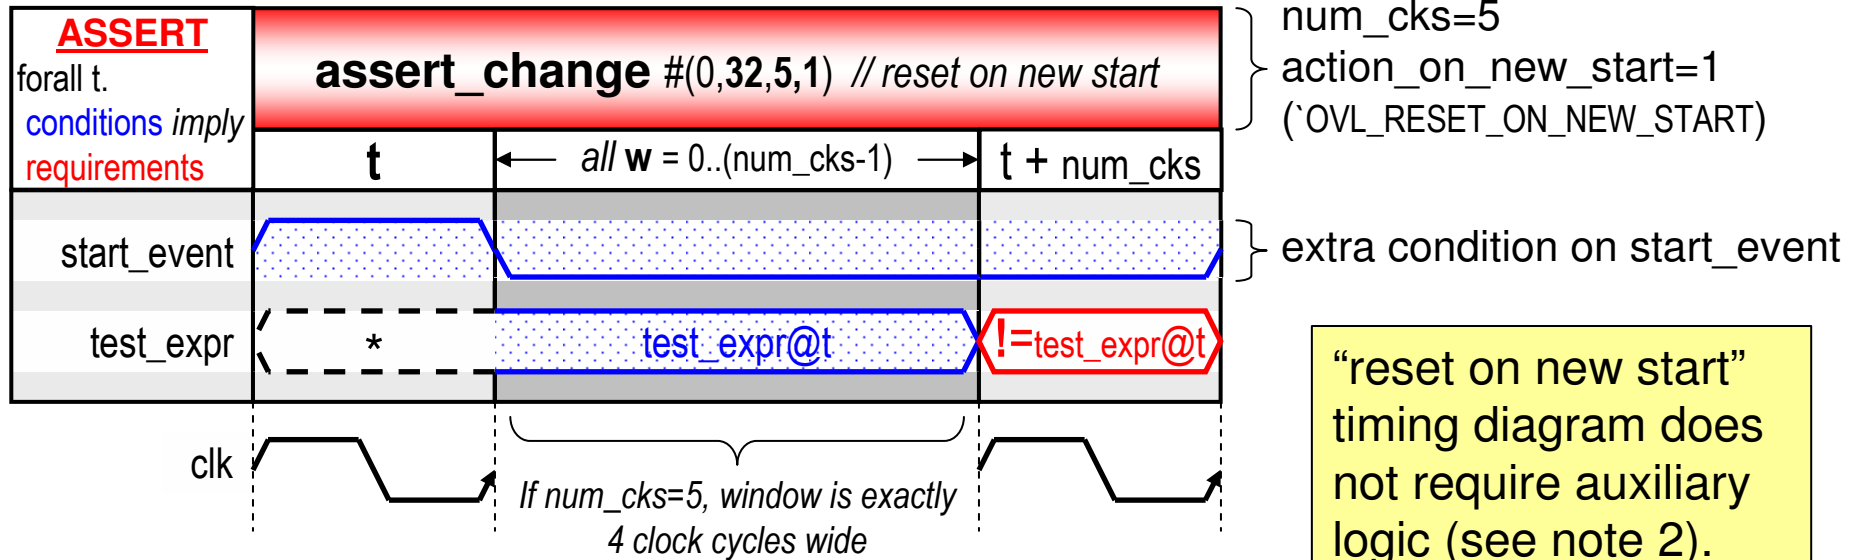 ASSERT
forall t.
conditions imply
requirements
assert_change #(0,32,5,1) // reset on new start
num_cks=5
action_on_new_start=1
(`OVL_RESET_ON_NEW_START)
t
all w = 0..(num_cks-1)
t + num_cks
start_event
extra condition on start_event
test_expr
*
test_expr@t
!=test_expr@t
clk
If num_cks=5, window is exactly
4 clock cycles wide
“reset on new start”
timing diagram does
not require auxiliary
logic (see note 2).